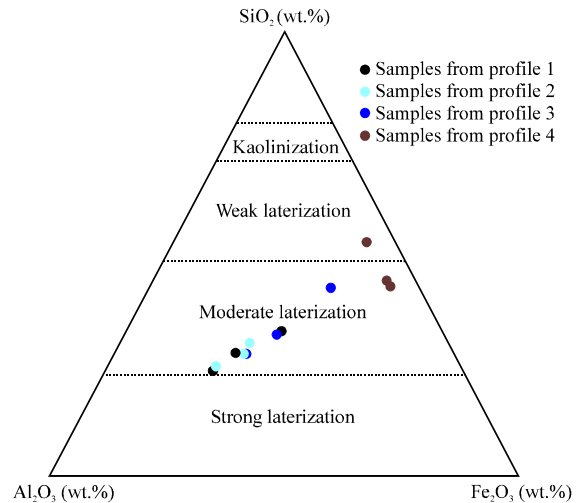 SiO₂ (wt.%)
Samples from profile 1
Samples from profile 2
Samples from profile 3
Samples from profile 4
Kaolinization
Weak laterization
Moderate laterization
Strong laterization
Al₂O₃ (wt.%)
Fe₂O₃ (wt.%)